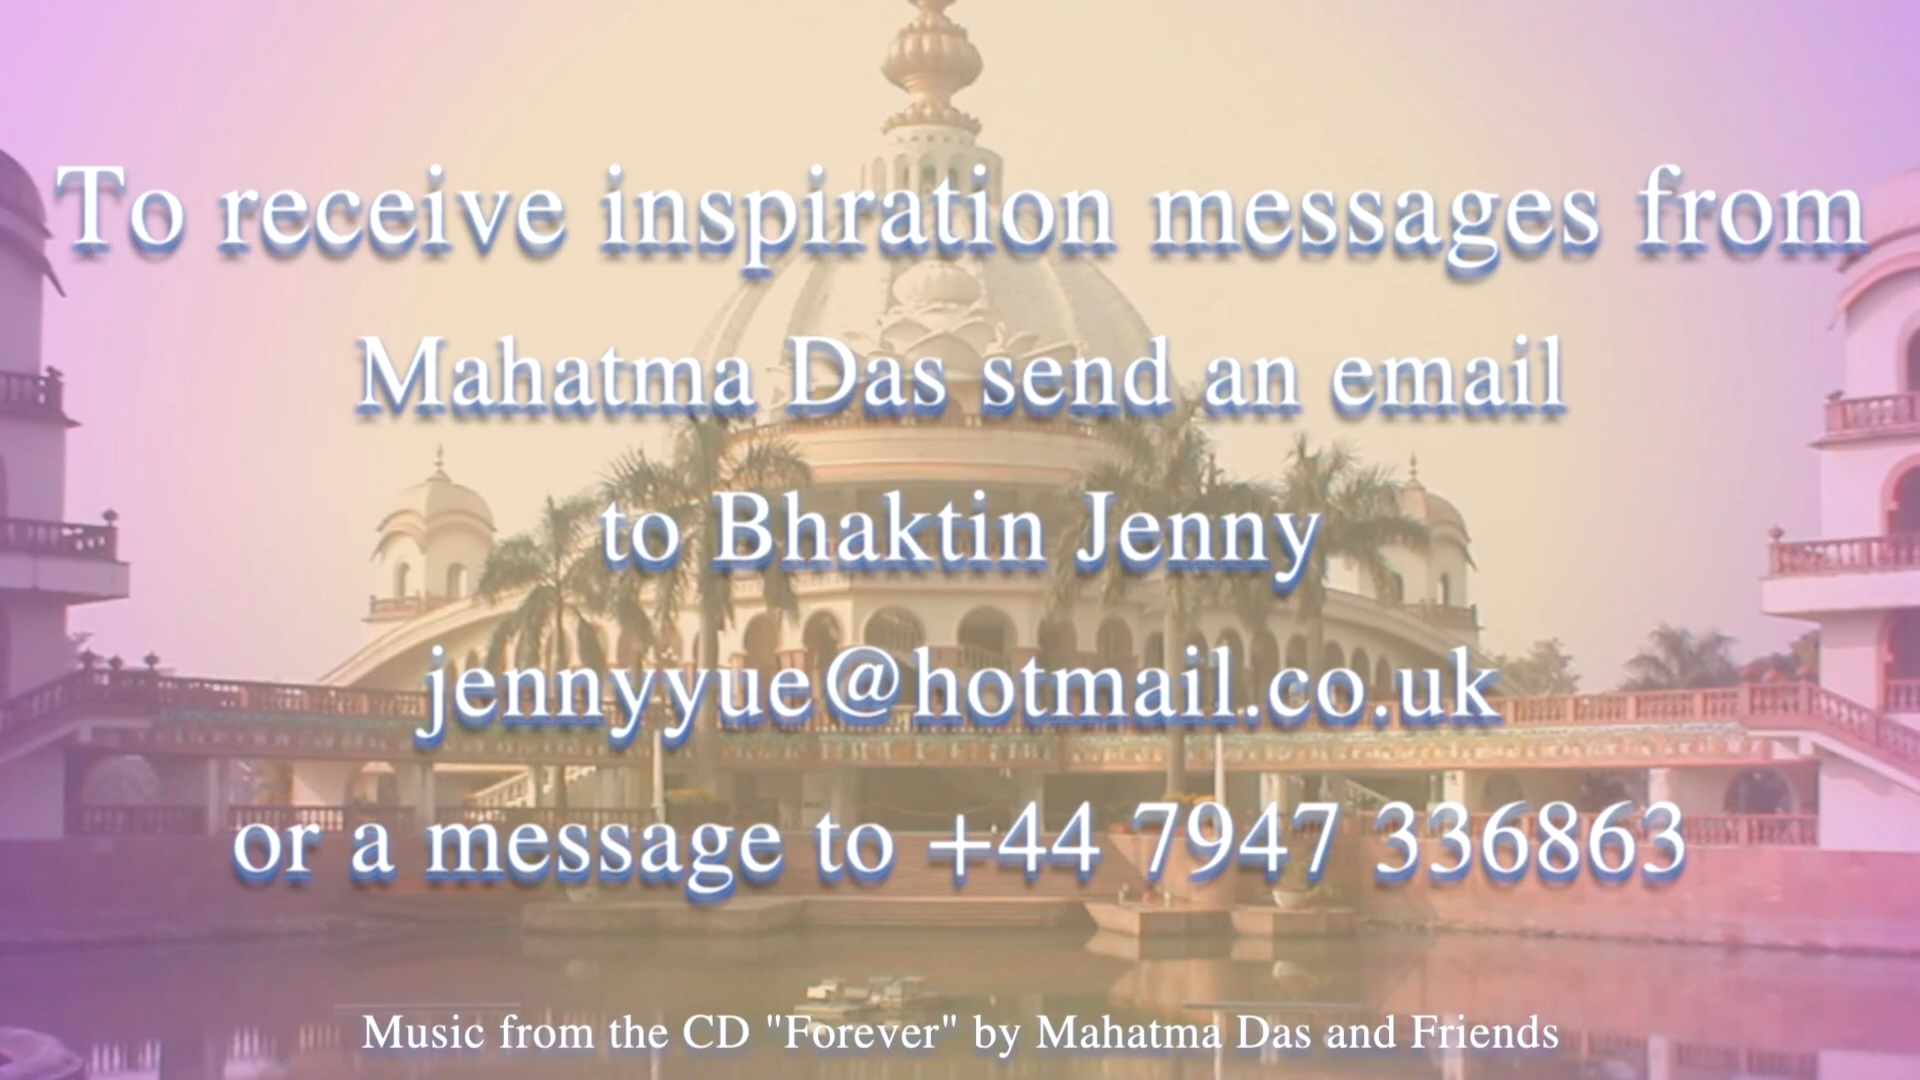 To receive inspiration messages from
Mahatma Das send an email
to Bhaktin Jenny
jennyyue@hotmail.co.uk
or a message to +44 7947 336863
Music from the CD "Forever" by Mahatma Das and Friends